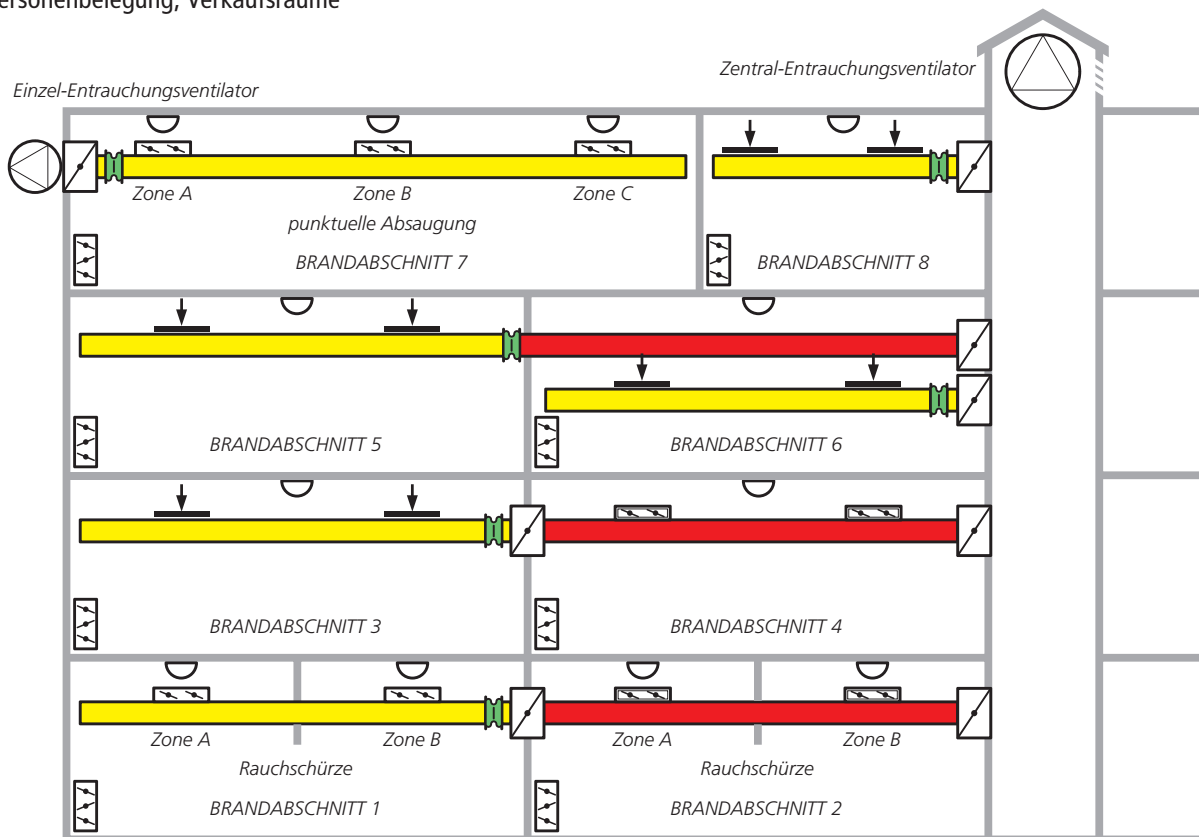 Verkaufsräume
Zentral-Entrauchungsventilator
Einzel-Entrauchungsventilator
Zone A
Zone B
Zone C
punktuelle Absaugung
BRANDABSCHNITT 7
BRANDABSCHNITT 8
BRANDABSCHNITT 5
BRANDABSCHNITT 6
BRANDABSCHNITT 3
BRANDABSCHNITT 4
Zone A
Zone B
Zone A
Zone B
Rauchschürze
Rauchschürze
BRANDABSCHNITT 1
BRANDABSCHNITT 2